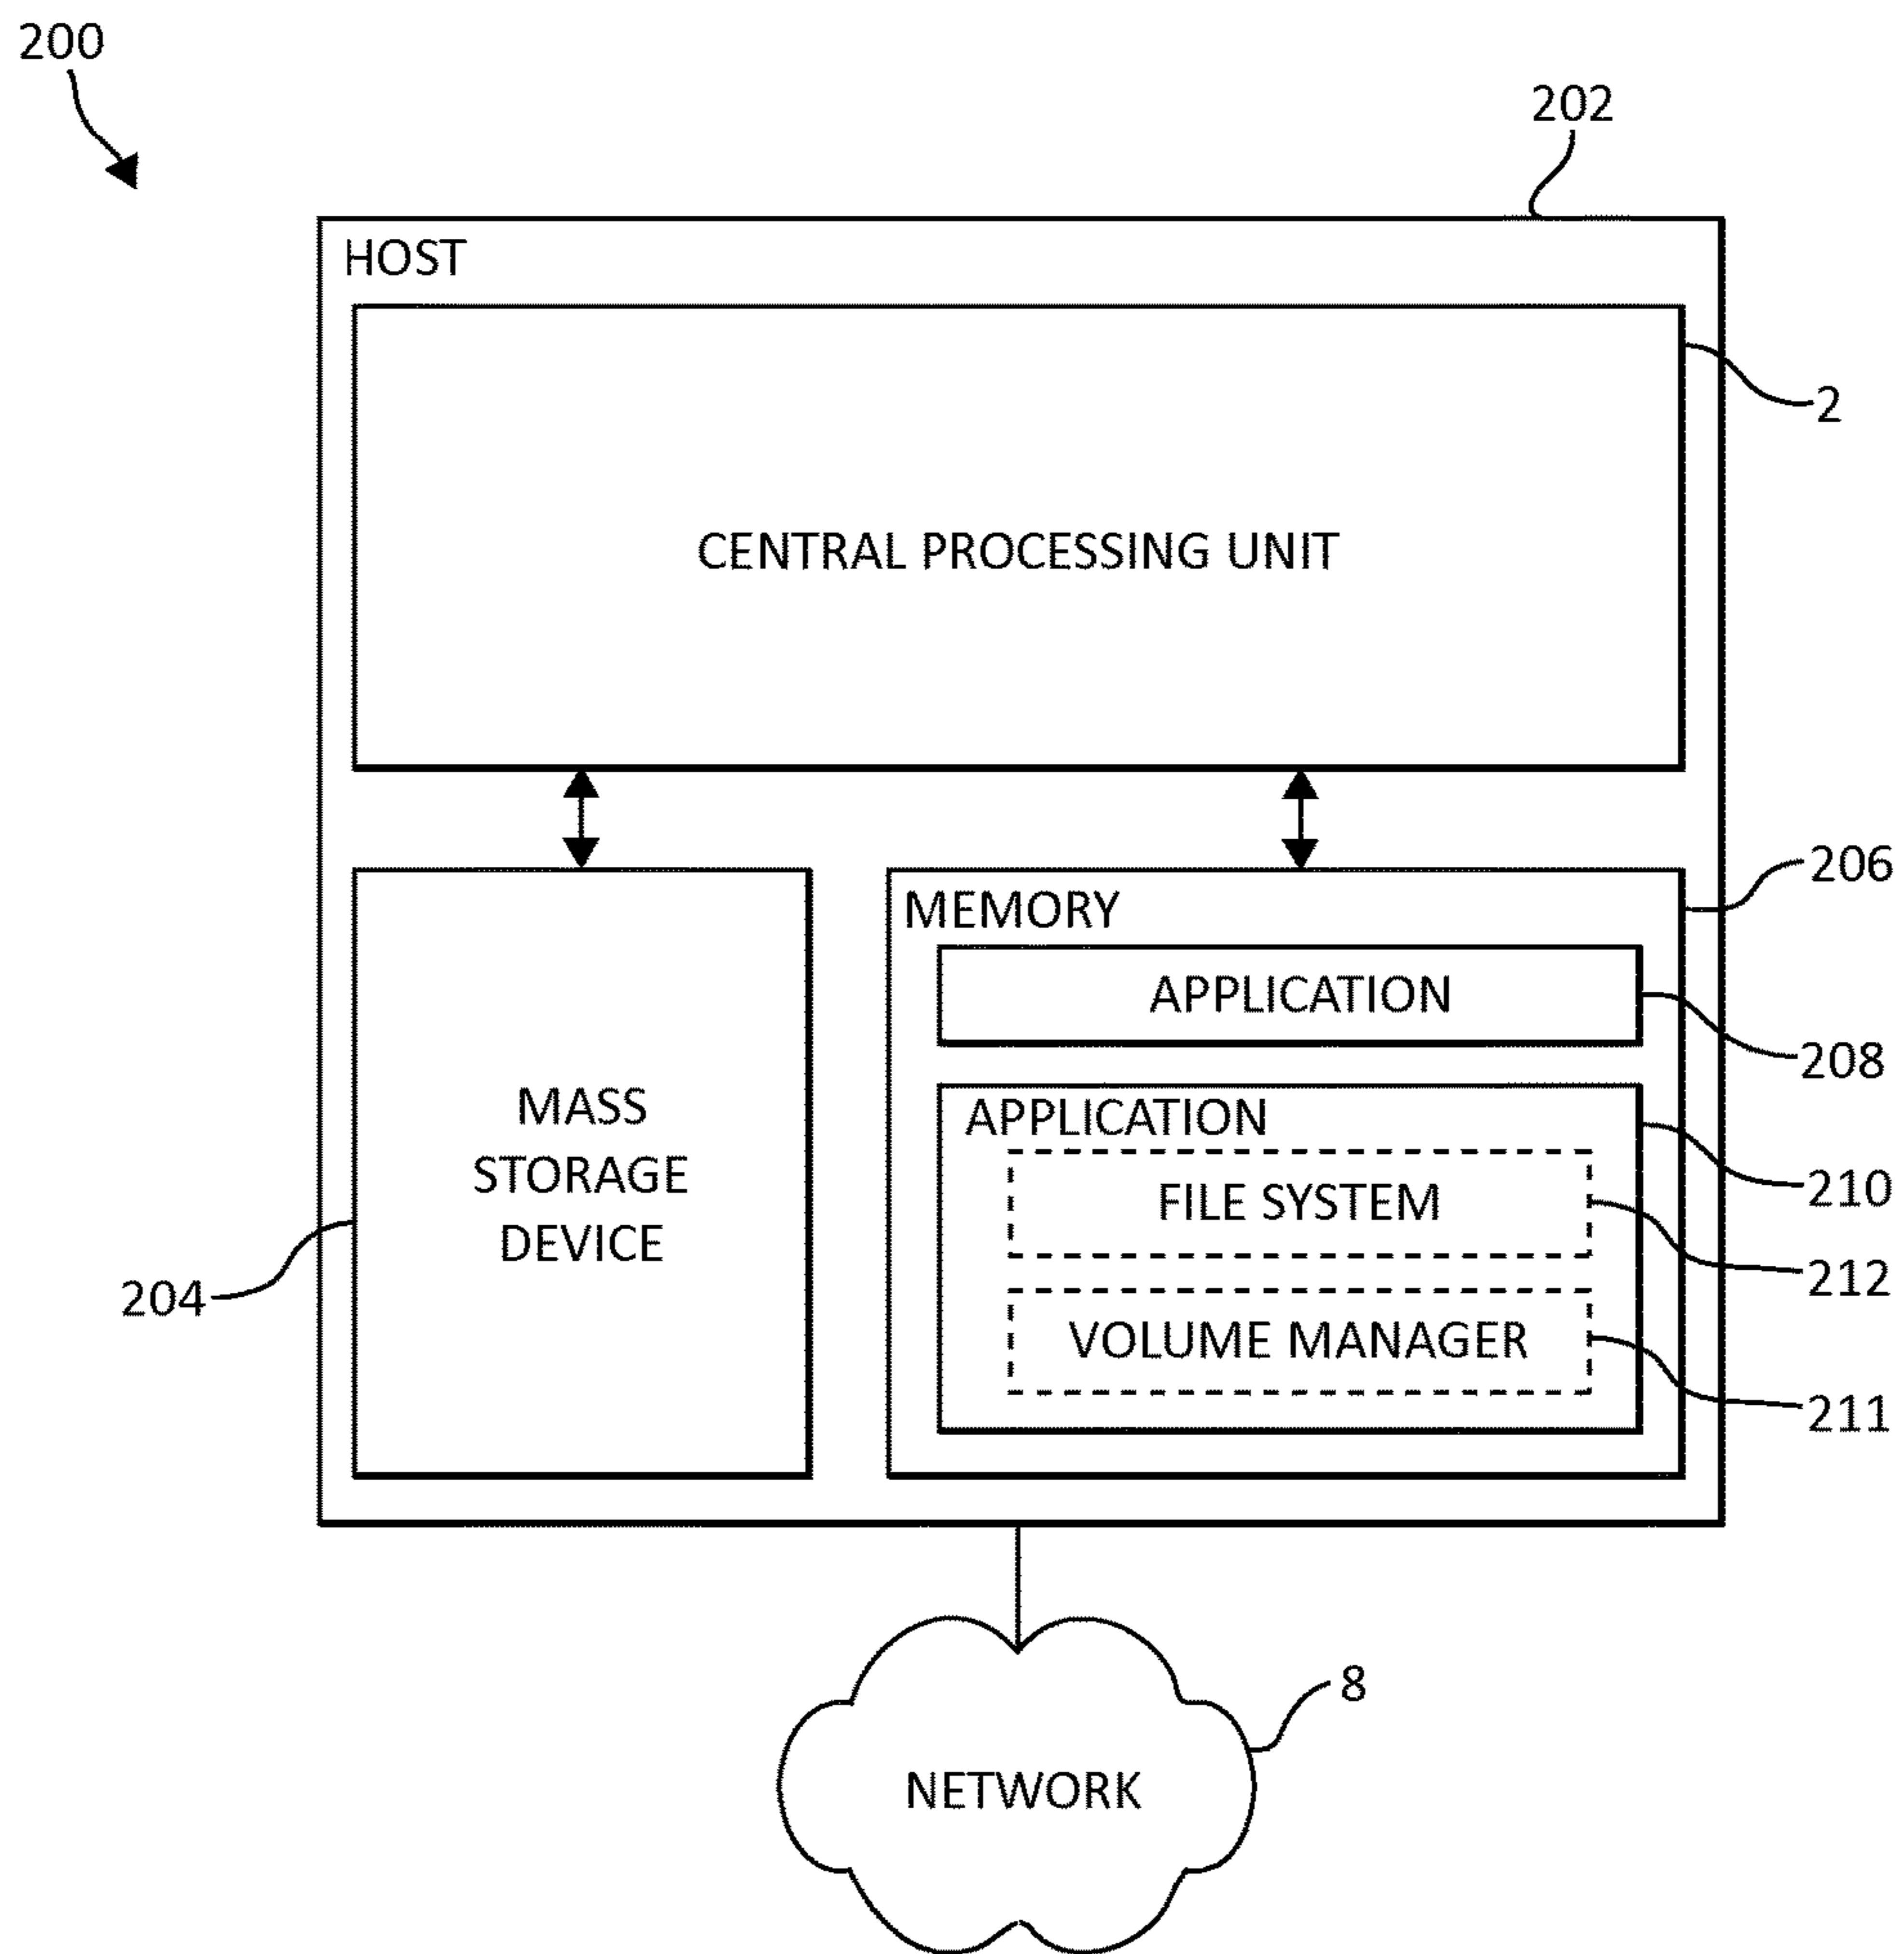 200
202
HOST
2
CENTRAL PROCESSING UNIT
206
MEMORY
APPLICATION
208
MASS
STORAGE
DEVICE
204
APPLICATION
210
FILE SYSTEM
212
VOLUME MANAGER
211
8
NETWORK